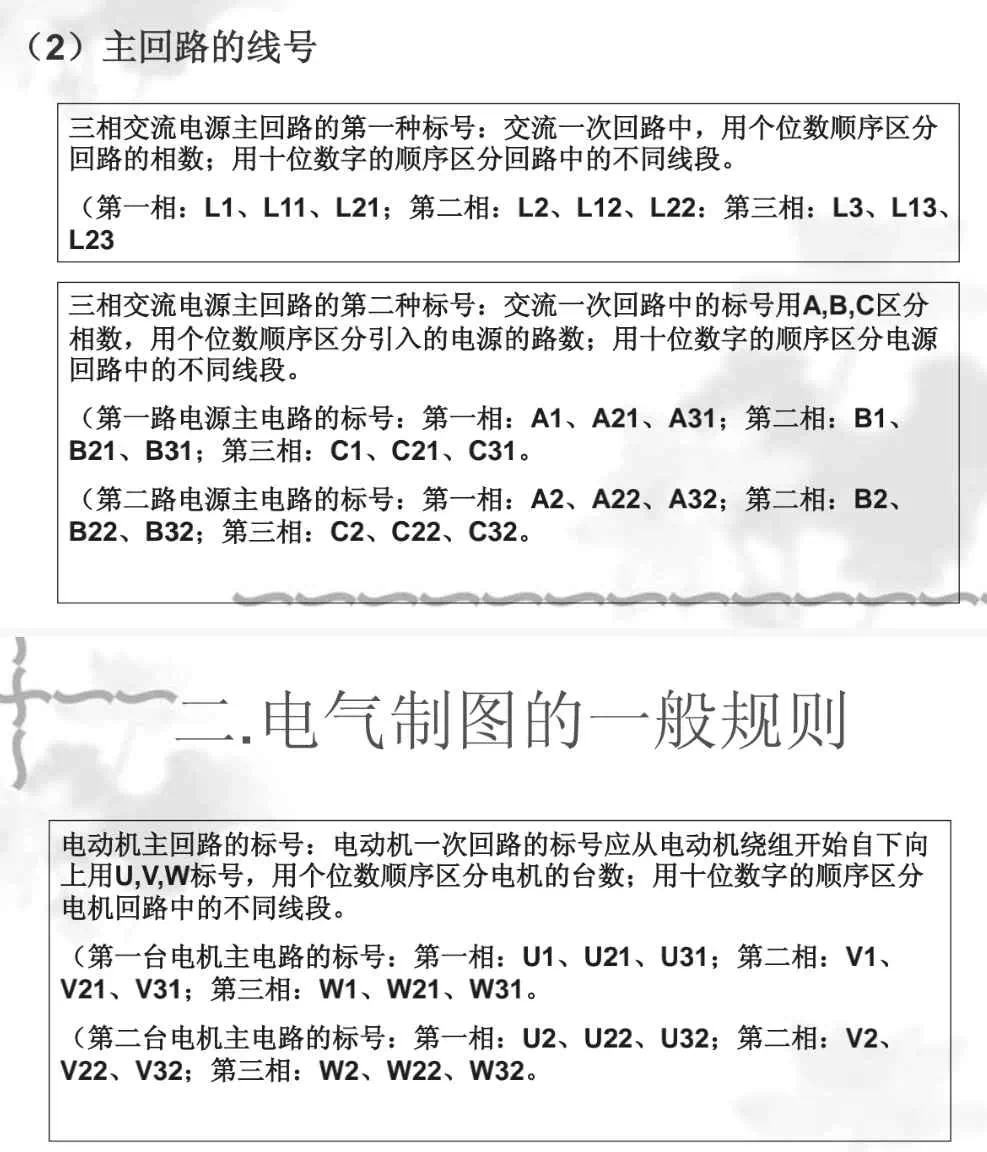 （2）主回路的线号
三相交流电源主回路的第一种标号：交流一次回路中，用个位数顺序区分
回路的相数；用十位数字的顺序区分回路中的不同线段。
（第一相：L1、L11、L21；第二相：L2、L12、L22：第三相：L3、L13、
L23
三相交流电源主回路的第二种标号：交流一次回路中的标号用A,B,C区分
相数，用个位数顺序区分引入的电源的路数；用十位数字的顺序区分电源
回路中的不同线段。
（第一路电源主电路的标号：第一相：A1、A21、A31；第二相：B1、
B21、B31；第三相：C1、C21、C31。
（第二路电源主电路的标号：第一相：A2、A22、A32；第二相：B2、
B22、B32；第三相：C2、C22、C32。
二.电气制图的一般规则
电动机主回路的标号：电动机一次回路的标号应从电动机绕组开始自下向
上用U,V,W标号，用个位数顺序区分电机的台数；用十位数字的顺序区分
电机回路中的不同线段。
（第一台电机主电路的标号：第一相：U1、U21、U31；第二相：V1、
V21、V31；第三相：W1、W21、W31。
（第二台电机主电路的标号：第一相：U2、U22、U32；第二相：V2、
V22、V32；第三相：W2、W22、W32。